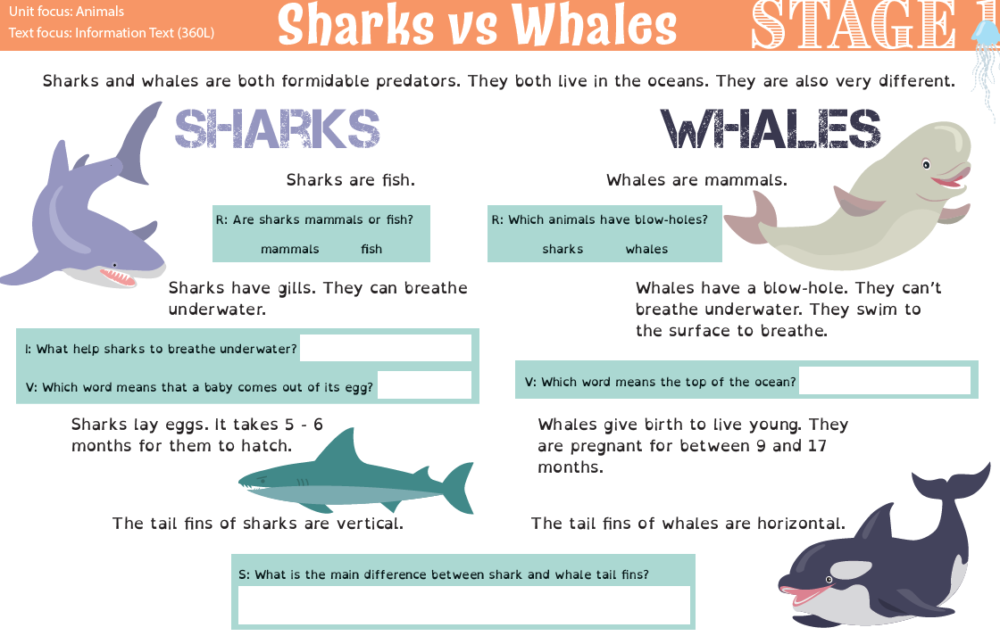 Unit focus: Animals
Text focus: Information Text (360L)
Sharks vs Whales
STAGE 1
Sharks and whales are both formidable predators. They both live in the oceans. They are also very different.
SHARKS
Sharks are fish.
R: Are sharks mammals or fish?
mammals fish
Sharks have gills. They can breathe
underwater.
I: What help sharks to breathe underwater?
V: Which word means that a baby comes out of its egg?
Sharks lay eggs. It takes 5 - 6
months for them to hatch.
The tail fins of sharks are vertical.
WHALES
Whales are mammals.
R: Which animals have blow-holes?
sharks whales
Whales have a blow-hole. They can't
breathe underwater. They swim to
the surface to breathe.
V: Which word means the top of the ocean?
Whales give birth to live young. They
are pregnant for between 9 and 17
months.
The tail fins of whales are horizontal.
S: What is the main difference between shark and whale tail fins?